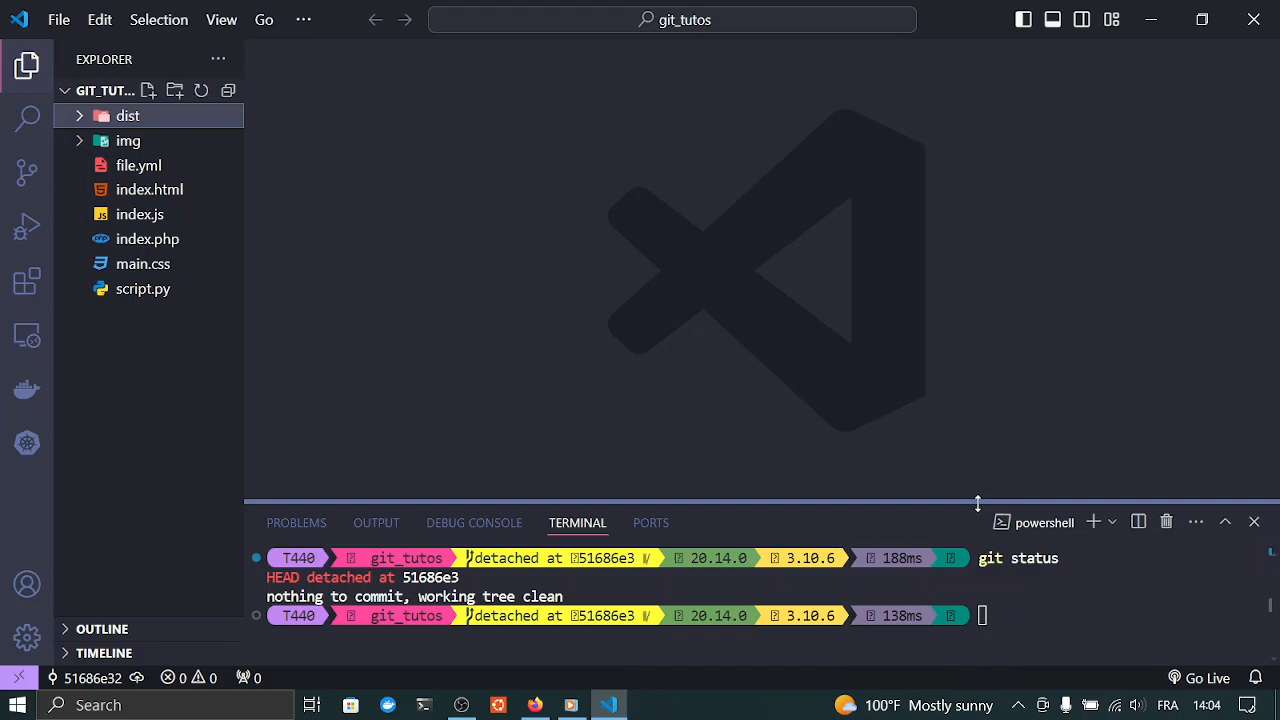 File Edit Selection View Go ···
git_tutos
EXPLORER
GIT_TUT...
dist
img
file.yml
index.html
index.js
index.php
main.css
script.py
OUTLINE
TIMELINE
PROBLEMS OUTPUT DEBUG CONSOLE TERMINAL PORTS
powershell
T440 git_tutos detached at 51686e3 20.14.0 3.10.6 188ms git status
HEAD detached at 51686e3
nothing to commit, working tree clean
T440 git_tutos detached at 51686e3 20.14.0 3.10.6 138ms
51686e32 0 0 0 Go Live
Search 100°F Mostly sunny FR 14:04